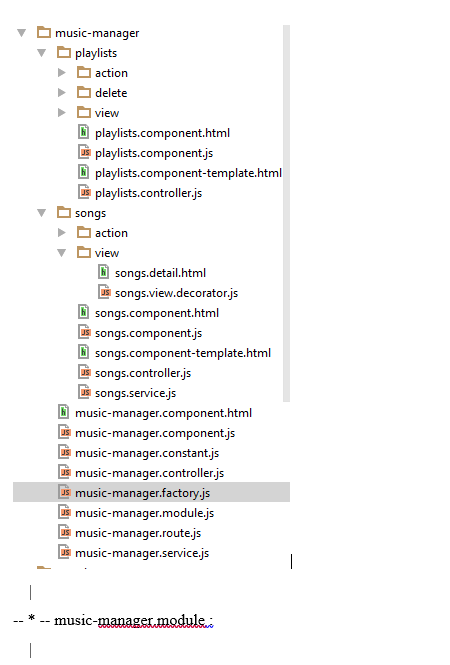 music-manager
playlists
action
delete
view
playlists.component.html
playlists.component.js
playlists.component-template.html
playlists.controller.js
songs
action
view
songs.detail.html
songs.view.decorator.js
songs.component.html
songs.component.js
songs.component-template.html
songs.controller.js
songs.service.js
music-manager.component.html
music-manager.component.js
music-manager.constant.js
music-manager.controller.js
music-manager.factory.js
music-manager.module.js
music-manager.route.js
music-manager.service.js
|
-- * -- music-manager.module :
|